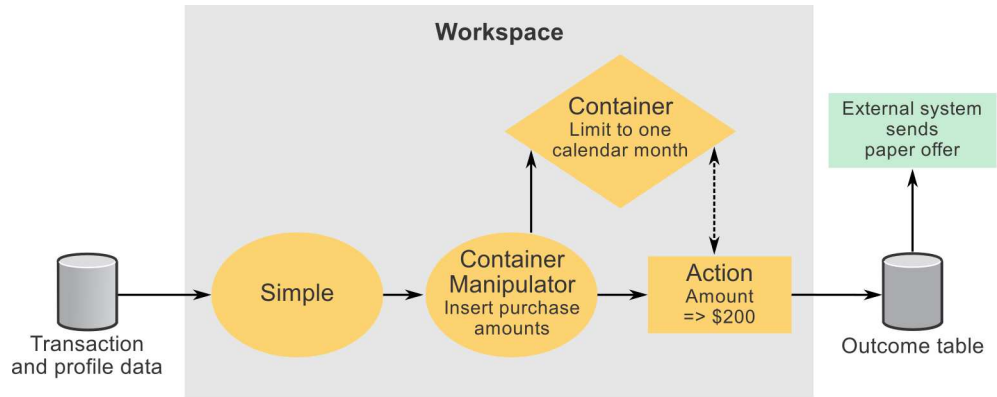 Workspace
Container
Limit to one
calendar month
External system
sends
paper offer
Simple
Container
Manipulator
Insert purchase
amounts
Action
Amount
=> $200
Transaction
and profile data
Outcome table